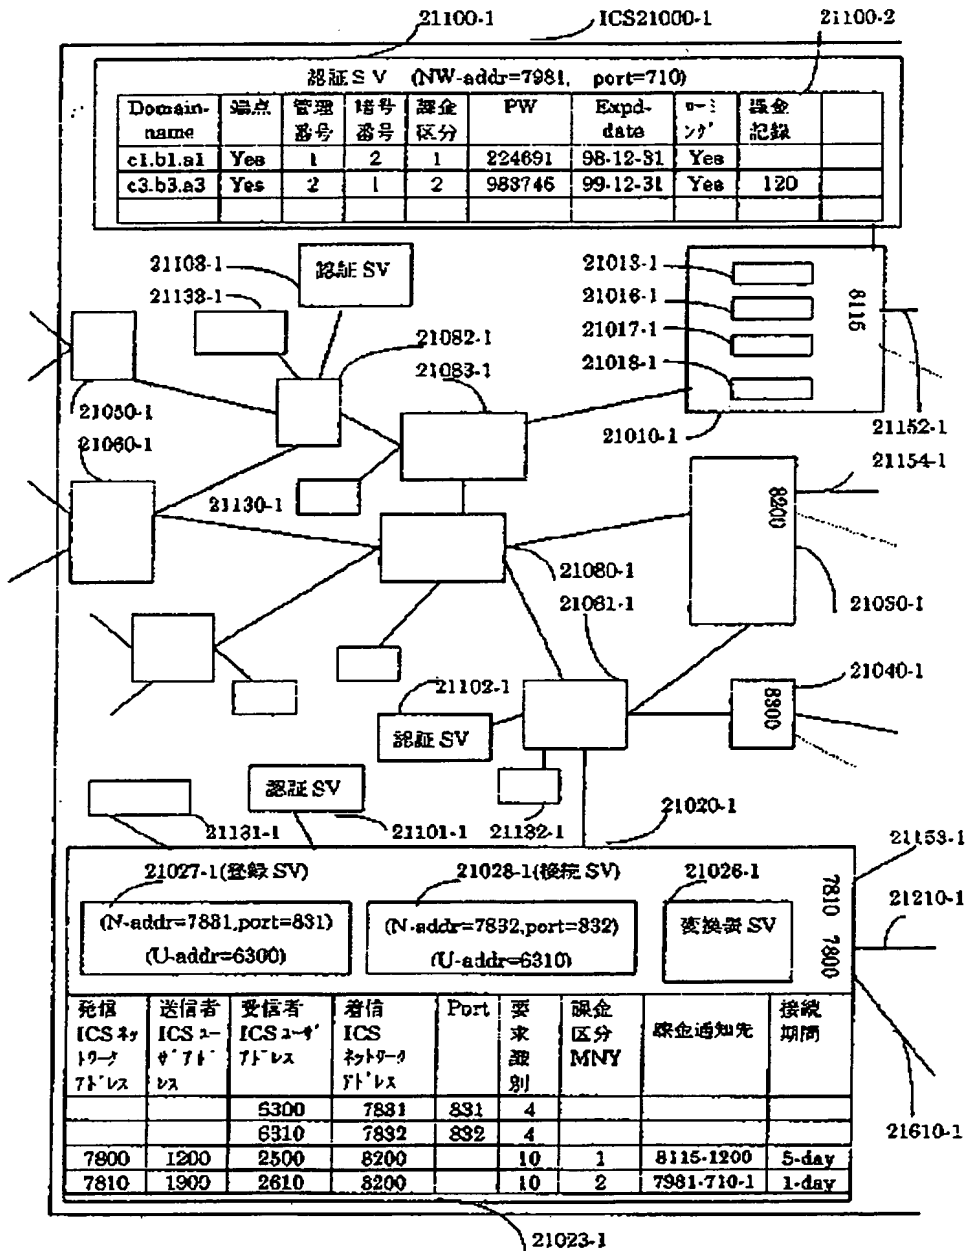 21100-1 ICS21000-1 21100-2
認証SV (NW-addr=7981, port=710)
Domain-name 端点 管理番号 暗号番号 課金区分 PW Expd-date ローミング 課金記録
c1.b1.a1 Yes 1 2 1 224691 98-12-31 Yes
c3.b3.a3 Yes 2 1 2 983746 99-12-31 Yes 120
21103-1 認証SV
21133-1
21082-1
21083-1
21013-1
21016-1
21017-1
21018-1
8115
21050-1
21060-1
21010-1
21152-1
21154-1
21130-1
8200
21080-1
21081-1
21030-1
21102-1
認証SV
21040-1
8300
認証SV
21131-1 21101-1 21132-1
21020-1
21153-1
21027-1(登録SV) 21028-1(接続SV) 21026-1
7810 7800
21210-1
(N-addr=7831,port=831)
(U-addr=6300)
(N-addr=7832,port=832)
(U-addr=6310)
変換表SV
発信ICSネットワークアドレス 送信者ICSユーザアドレス 受信者ICSユーザアドレス 着信ICSネットワークアドレス Port 要求識別 課金区分MNY 課金通知先 接続期間
6300 7831 831 4
6310 7832 832 4
7800 1200 2500 8200 10 1 8115-1200 5-day
7810 1900 2610 8200 10 2 7981-710-1 1-day
21610-1
21023-1